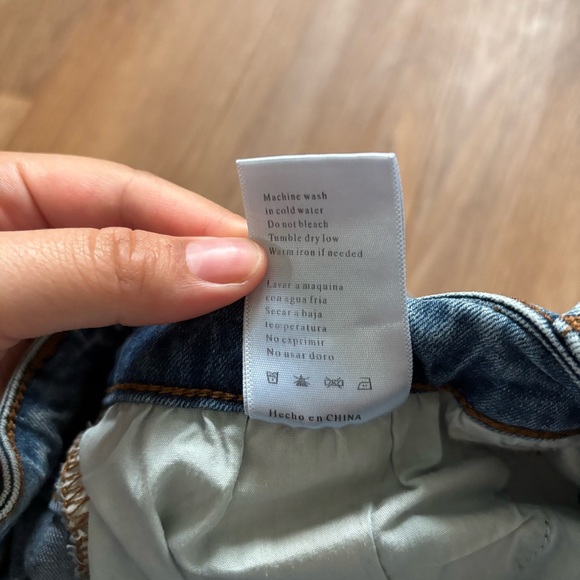 Machine wash
in cold water
Do not bleach
Tumble dry low
Warm iron if needed
Lavar a maquina
con agua fria
Secar a baja
temperatura
No exprimir
No usar doro
Hecho en CHINA